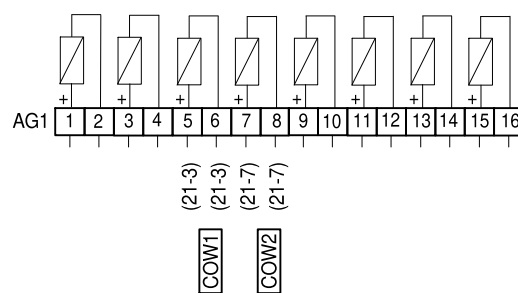 + + + + + + + +
AG1 1 2 3 4 5 6 7 8 9 10 11 12 13 14 15 16
(21-3) (21-3) (21-7) (21-7)
COW1 COW2